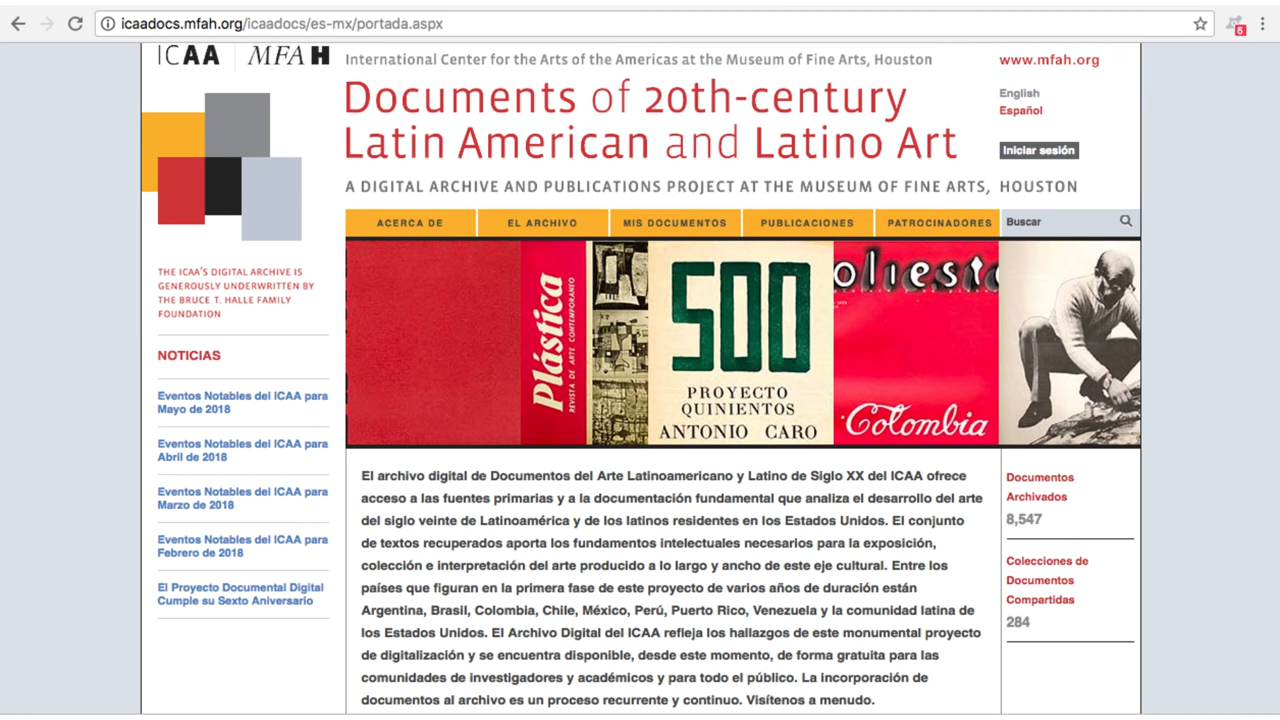 icaadocs.mfah.org/icaadocs/es-mx/portada.aspx
5
ICAA MFAH
International Center for the Arts of the Americas at the Museum of Fine Arts, Houston
www.mfah.org
Documents of 20th-century
Latin American and Latino Art
English
Español
Iniciar sesión
A DIGITAL ARCHIVE AND PUBLICATIONS PROJECT AT THE MUSEUM OF FINE ARTS, HOUSTON
ACERCA DE
EL ARCHIVO
MIS DOCUMENTOS
PUBLICACIONES
PATROCINADORES
Buscar
THE ICAA'S DIGITAL ARCHIVE IS
GENEROUSLY UNDERWRITTEN BY
THE BRUCE T. HALLE FAMILY
FOUNDATION
NOTICIAS
Eventos Notables del ICAA para
Mayo de 2018
Eventos Notables del ICAA para
Abril de 2018
Eventos Notables del ICAA para
Marzo de 2018
Eventos Notables del ICAA para
Febrero de 2018
El Proyecto Documental Digital
Cumple su Sexto Aniversario
Plástica
REVISTA DE ARTE CONTEMPORANEO
500
PROYECTO
QUINIENTOS
ANTONIO CARO
oliesto
Colombia
El archivo digital de Documentos del Arte Latinoamericano y Latino de Siglo XX del ICAA ofrece
acceso a las fuentes primarias y a la documentación fundamental que analiza el desarrollo del arte
del siglo veinte de Latinoamérica y de los latinos residentes en los Estados Unidos. El conjunto
de textos recuperados aporta los fundamentos intelectuales necesarios para la exposición,
colección e interpretación del arte producido a lo largo y ancho de este eje cultural. Entre los
países que figuran en la primera fase de este proyecto de varios años de duración están
Argentina, Brasil, Colombia, Chile, México, Perú, Puerto Rico, Venezuela y la comunidad latina de
los Estados Unidos. El Archivo Digital del ICAA refleja los hallazgos de este monumental proyecto
de digitalización y se encuentra disponible, desde este momento, de forma gratuita para las
comunidades de investigadores y académicos y para todo el público. La incorporación de
documentos al archivo es un proceso recurrente y continuo. Visítenos a menudo.
Documentos
Archivados
8,547
Colecciones de
Documentos
Compartidas
284